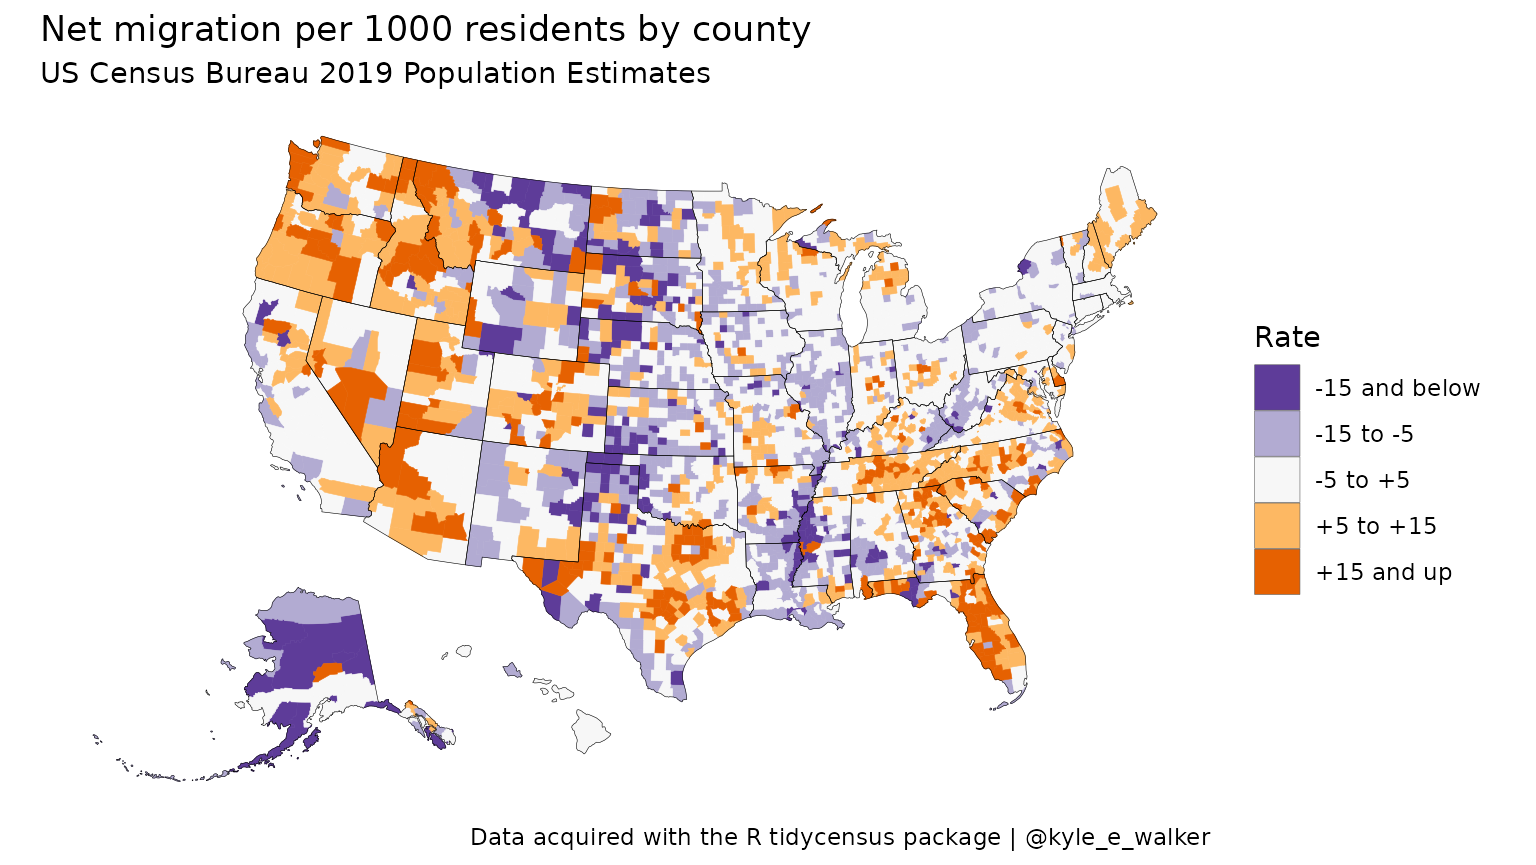 Net migration per 1000 residents by county
US Census Bureau 2019 Population Estimates
Rate
-15 and below
-15 to -5
-5 to +5
+5 to +15
+15 and up
Data acquired with the R tidycensus package | @kyle_e_walker